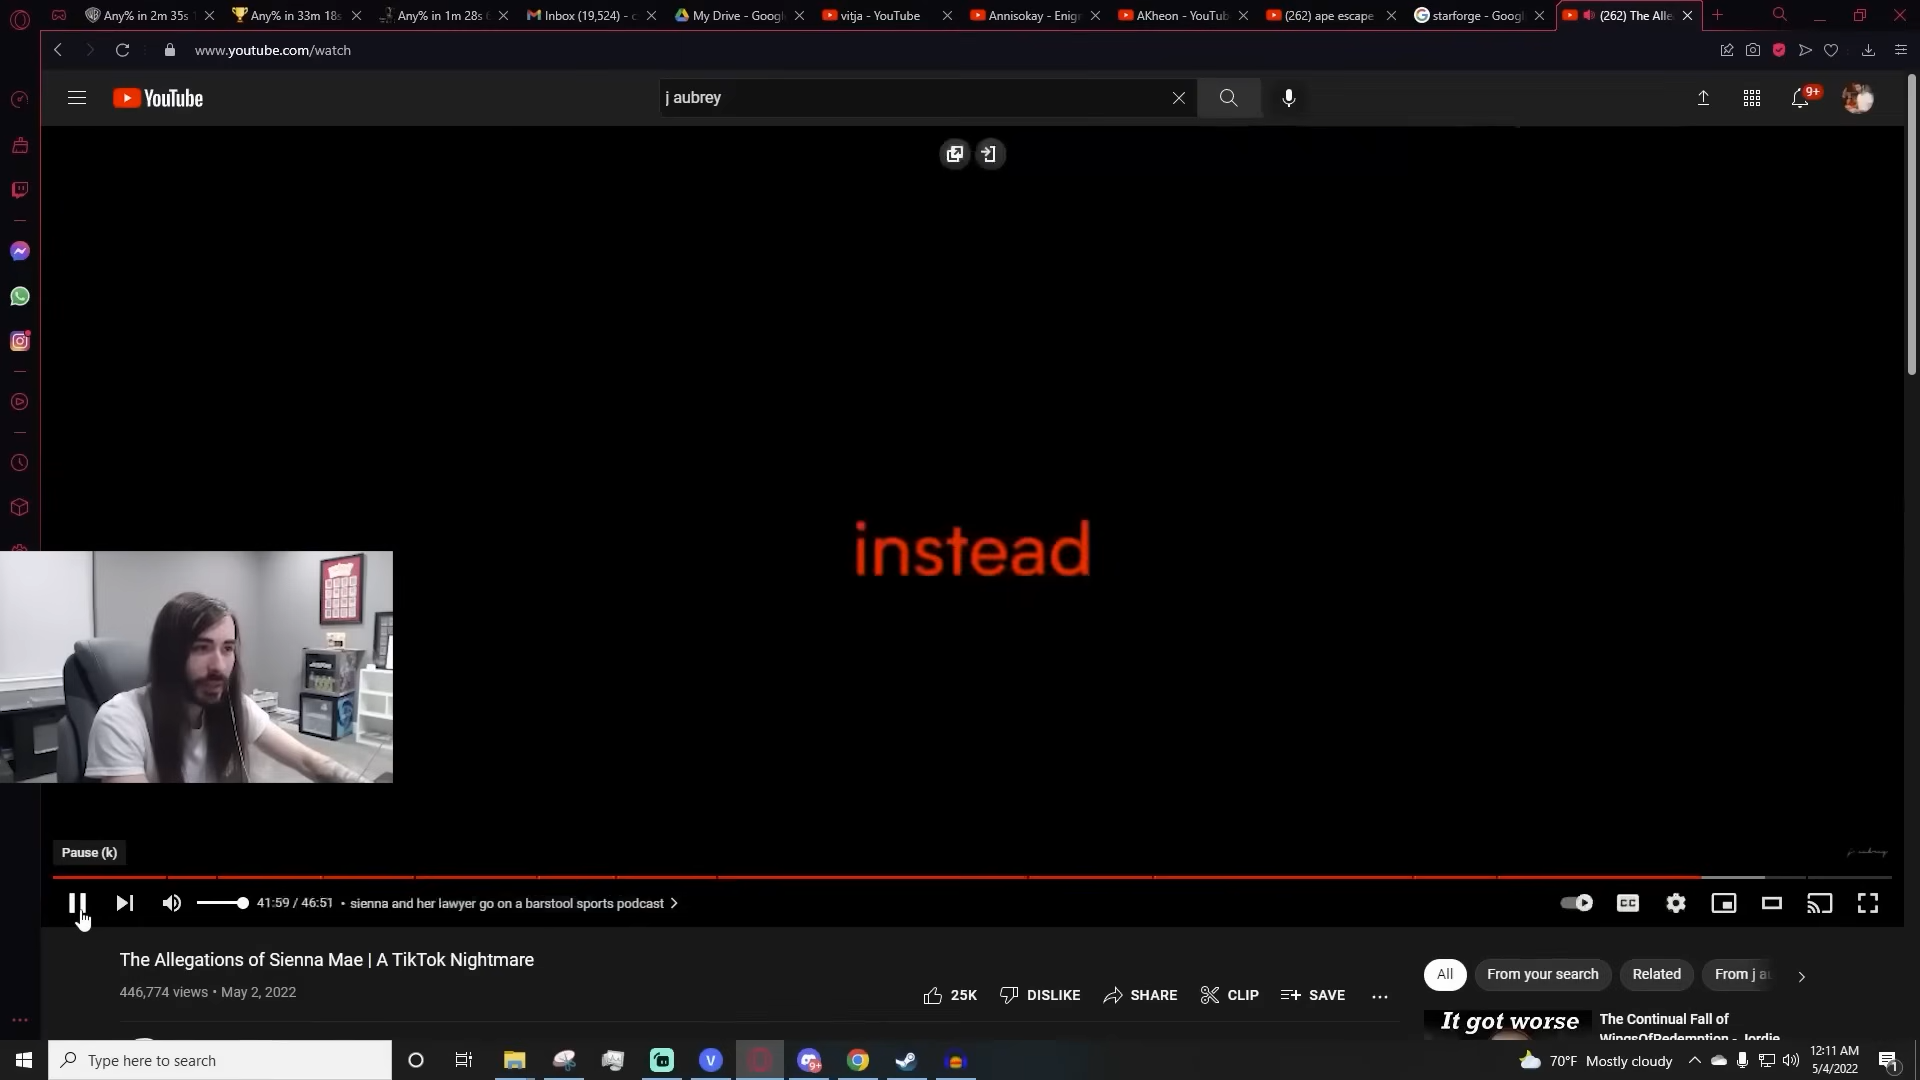 Any% in 2m 35s
Any% in 33m 18s
Any% in 1m 28s
Inbox (19,524) - c
My Drive - Googl
vitja - YouTube
Annisokay - Enig
AKheon - YouTub
(262) ape escape
starforge - Googl
(262) The Alle
www.youtube.com/watch
YouTube
j aubrey
9+
instead
Pause (k)
41:59 / 46:51 • sienna and her lawyer go on a barstool sports podcast
CC
The Allegations of Sienna Mae | A TikTok Nightmare
446,774 views • May 2, 2022
25K DISLIKE SHARE CLIP SAVE
All From your search Related From j au
It got worse
The Continual Fall of
WingsOfRedemption - Jordie
Type here to search
70°F Mostly cloudy
12:11 AM
5/4/2022